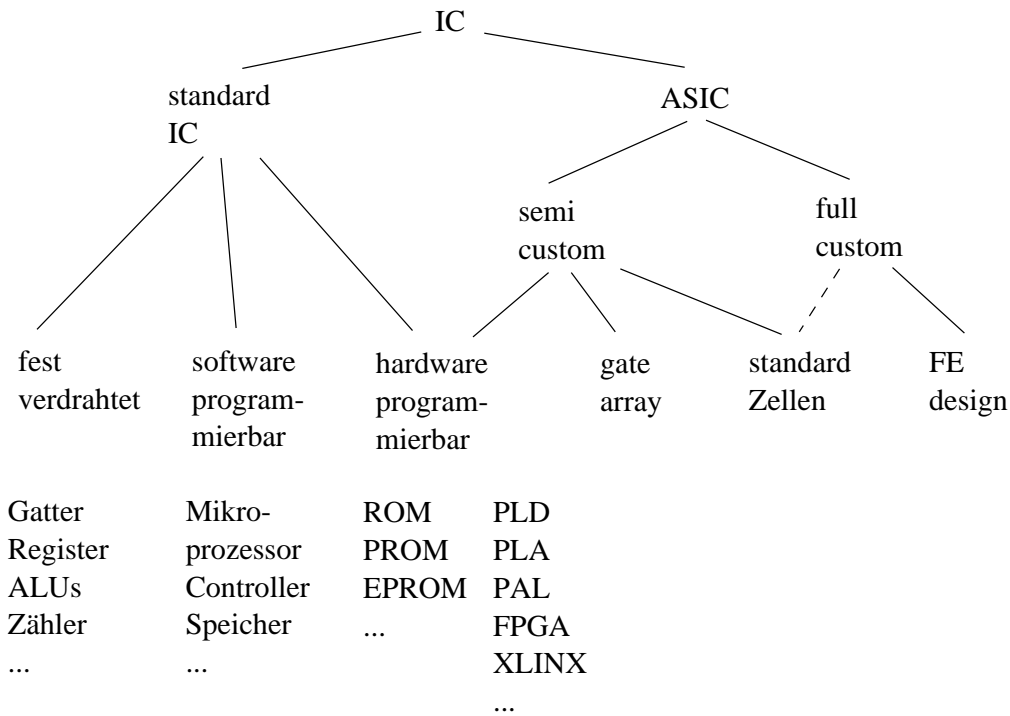 IC
standard
IC
ASIC
semi
custom
full
custom
fest
verdrahtet
software
program-
mierbar
hardware
program-
mierbar
gate
array
standard
Zellen
FE
design
Gatter
Register
ALUs
Zähler
...
Mikro-
prozessor
Controller
Speicher
...
ROM
PROM
EPROM
...
PLD
PLA
PAL
FPGA
XLINX
...